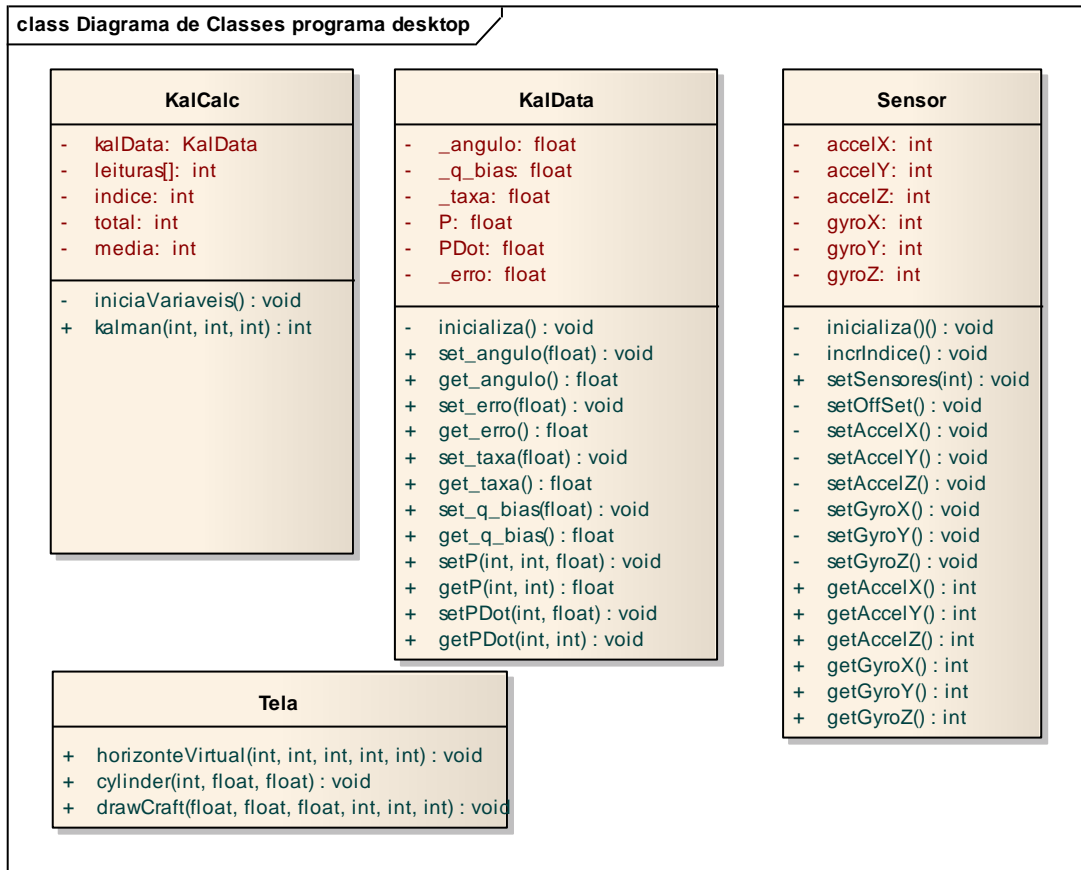 class Diagrama de Classes programa desktop
KalCalc
- kalData: KalData
- leituras[]: int
- indice: int
- total: int
- media: int
- iniciaVariaveis() : void
+ kalman(int, int, int) : int
KalData
- _angulo: float
- _q_bias: float
- _taxa: float
- P: float
- PDot: float
- _erro: float
- inicializa() : void
+ set_angulo(float) : void
+ get_angulo() : float
+ set_erro(float) : void
+ get_erro() : float
+ set_taxa(float) : void
+ get_taxa() : float
+ set_q_bias(float) : void
+ get_q_bias() : float
+ setP(int, int, float) : void
+ getP(int, int) : float
+ setPDot(int, float) : void
+ getPDot(int, int) : void
Sensor
- accelX: int
- accelY: int
- accelZ: int
- gyroX: int
- gyroY: int
- gyroZ: int
- inicializa()() : void
- incrIndice() : void
+ setSensores(int) : void
- setOffSet() : void
- setAccelX() : void
- setAccelY() : void
- setAccelZ() : void
- setGyroX() : void
- setGyroY() : void
- setGyroZ() : void
+ getAccelX() : int
+ getAccelY() : int
+ getAccelZ() : int
+ getGyroX() : int
+ getGyroY() : int
+ getGyroZ() : int
Tela
+ horizonteVirtual(int, int, int, int, int) : void
+ cylinder(int, float, float) : void
+ drawCraft(float, float, float, int, int, int) : void